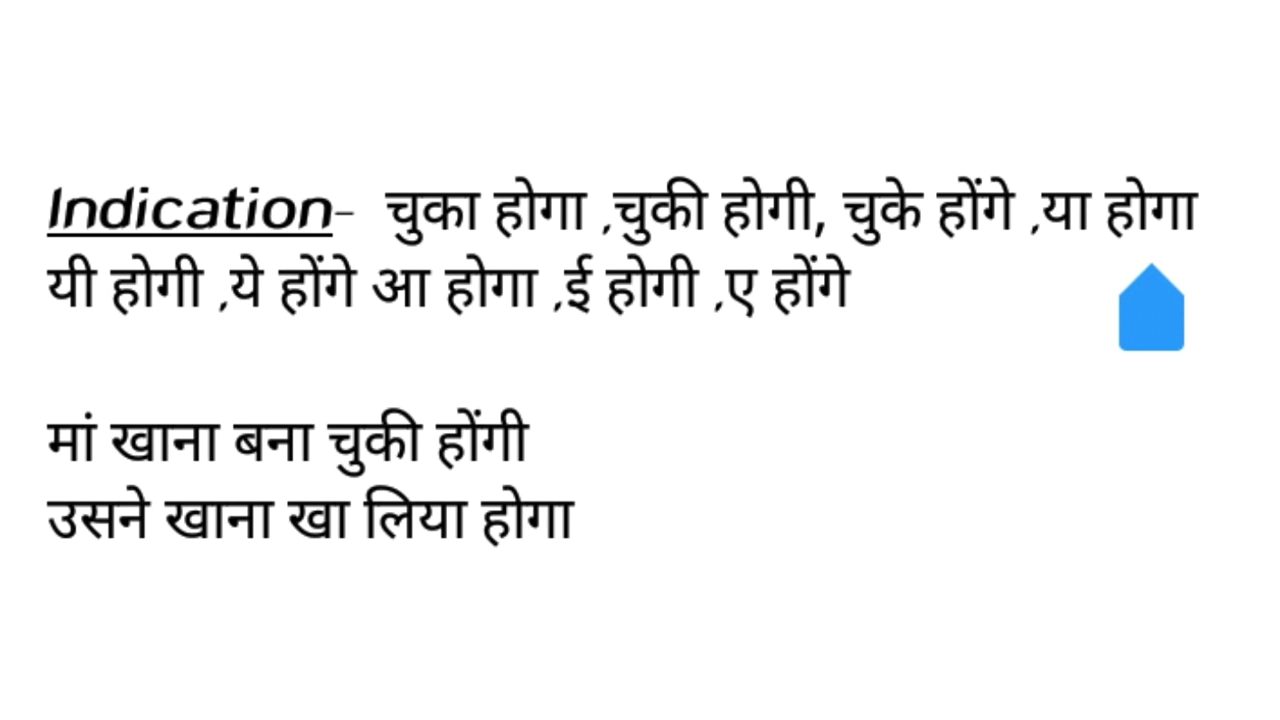 Indication- चुका होगा ,चुकी होगी, चुके होंगे ,या होगा
यी होगी ,ये होंगे आ होगा ,ई होगी ,ए होंगे
मां खाना बना चुकी होंगी
उसने खाना खा लिया होगा